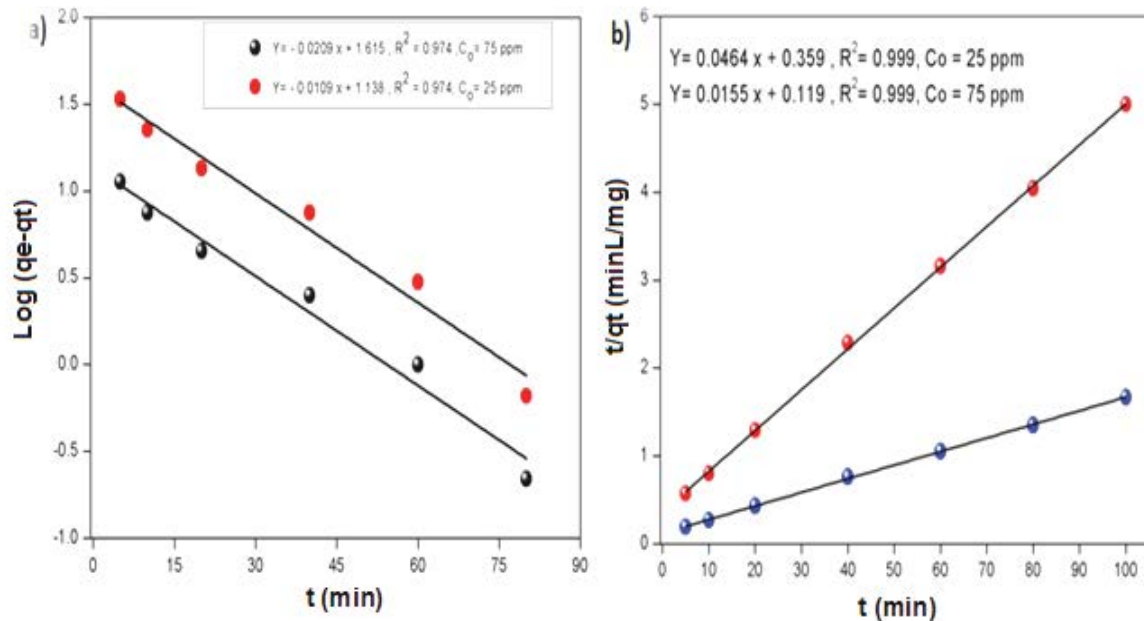 a)
Y= - 0.0209 x + 1.615 , R² = 0.974, C₀ = 75 ppm
Y= - 0.0109 x + 1.138 , R² = 0.974, C₀ = 25 ppm
2.0
1.5
1.0
0.5
0.0
-0.5
-1.0
Log (qe-qt)
0 15 30 45 60 75 90
t (min)
b)
Y= 0.0464 x + 0.359 , R²= 0.999, Co = 25 ppm
Y= 0.0155 x + 0.119 , R²= 0.999, Co = 75 ppm
6
5
4
3
2
1
0
t/qt (minL/mg)
0 10 20 30 40 50 60 70 80 90 100
t (min)